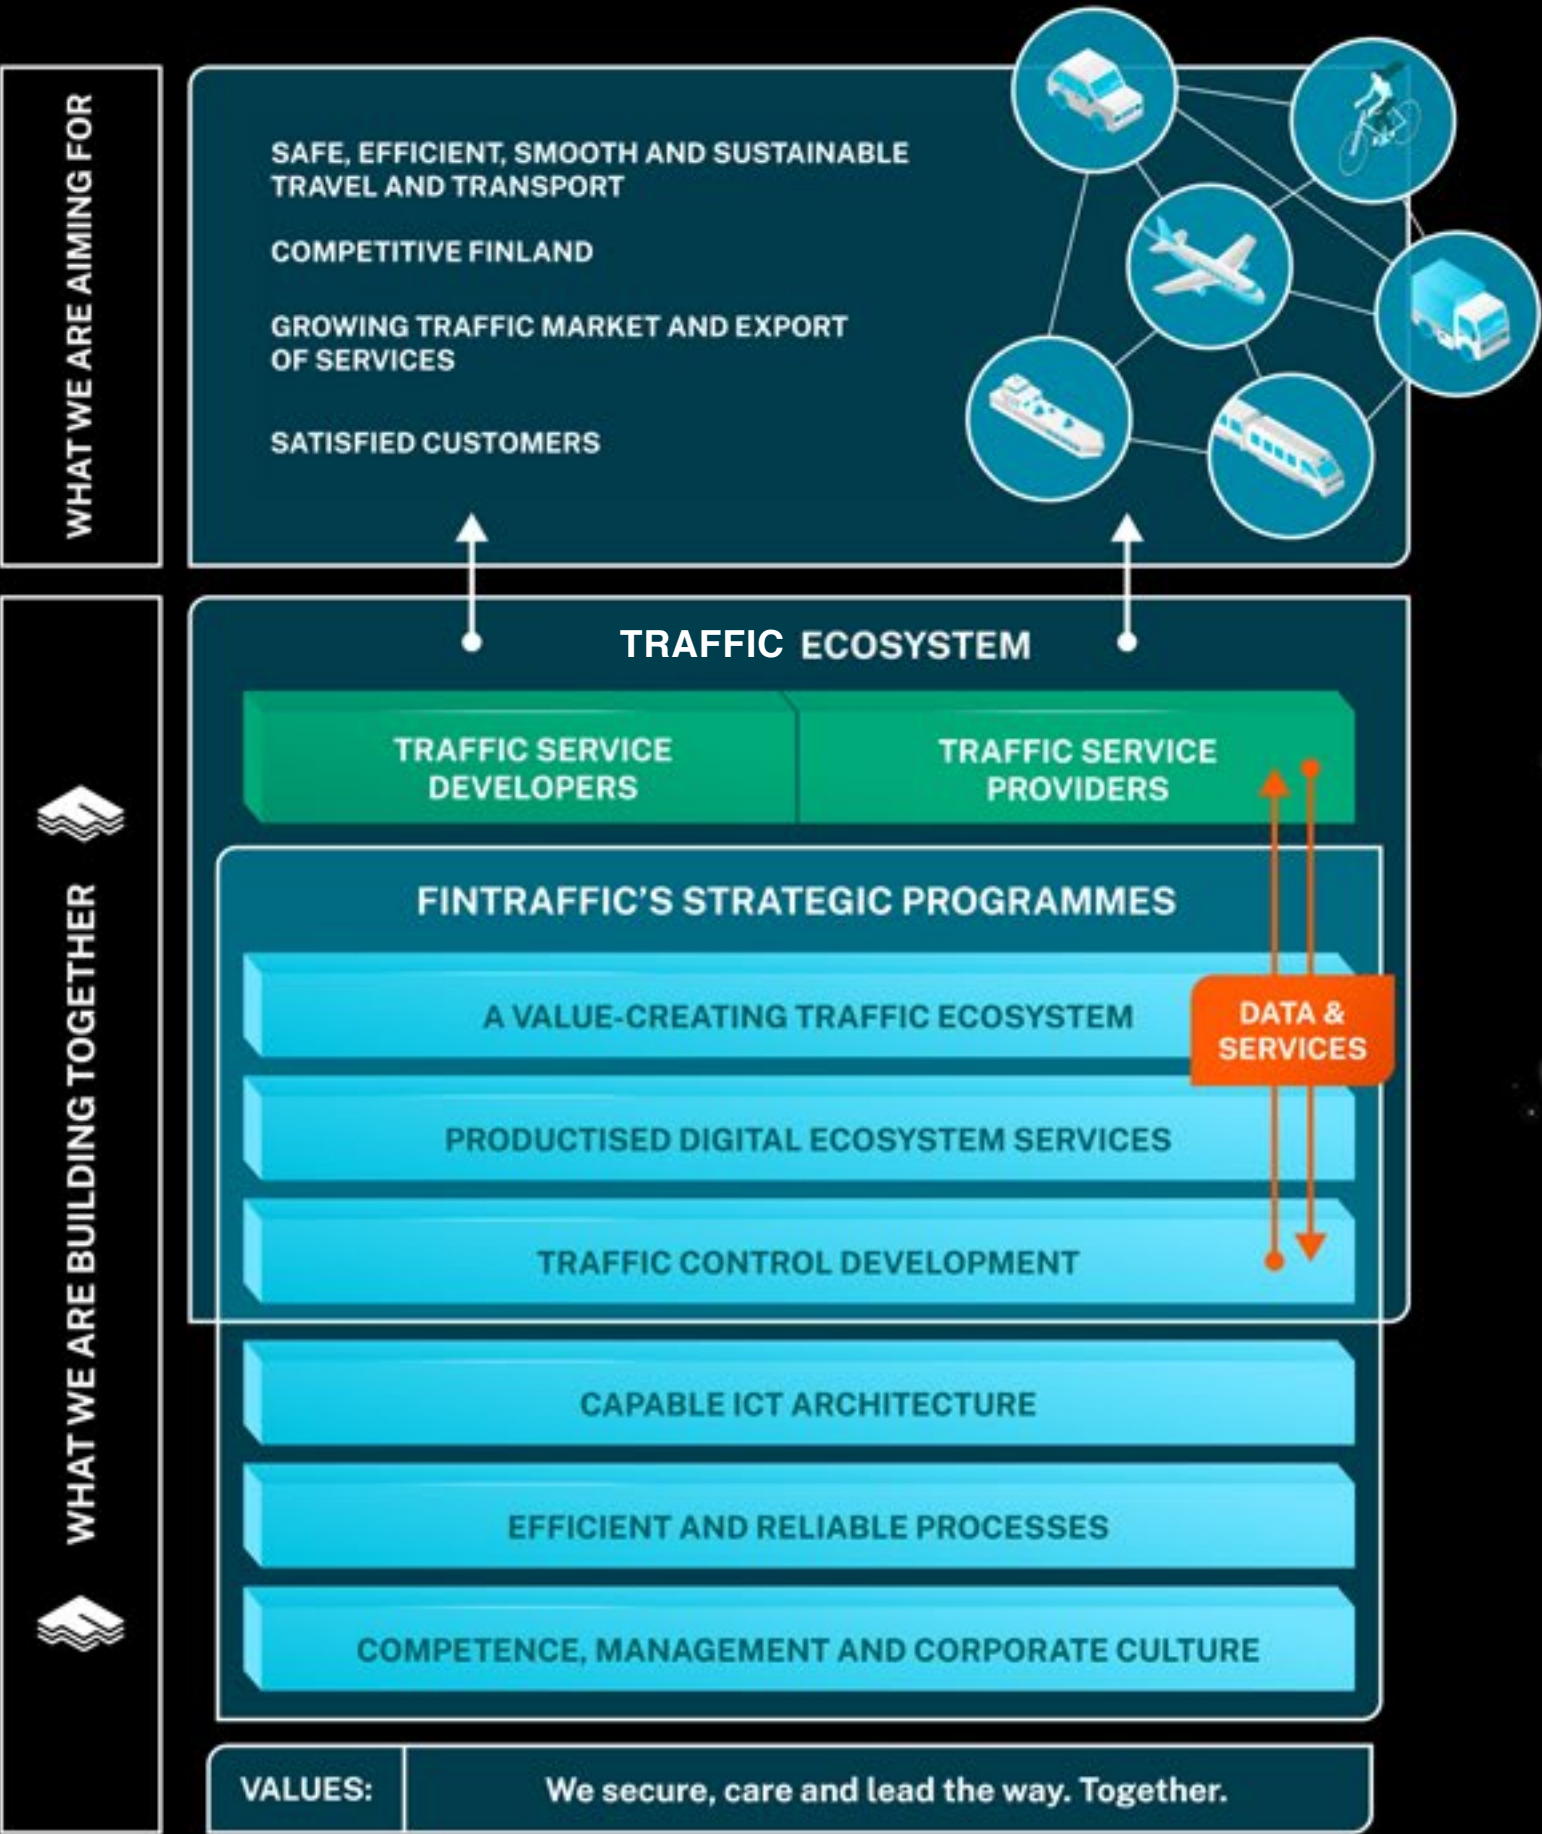 WHAT WE ARE AIMING FOR
SAFE, EFFICIENT, SMOOTH AND SUSTAINABLE
TRAVEL AND TRANSPORT
COMPETITIVE FINLAND
GROWING TRAFFIC MARKET AND EXPORT
OF SERVICES
SATISFIED CUSTOMERS
WHAT WE ARE BUILDING TOGETHER
TRAFFIC ECOSYSTEM
TRAFFIC SERVICE
DEVELOPERS
TRAFFIC SERVICE
PROVIDERS
FINTRAFFIC'S STRATEGIC PROGRAMMES
A VALUE-CREATING TRAFFIC ECOSYSTEM
DATA &
SERVICES
PRODUCTISED DIGITAL ECOSYSTEM SERVICES
TRAFFIC CONTROL DEVELOPMENT
CAPABLE ICT ARCHITECTURE
EFFICIENT AND RELIABLE PROCESSES
COMPETENCE, MANAGEMENT AND CORPORATE CULTURE
VALUES:
We secure, care and lead the way. Together.